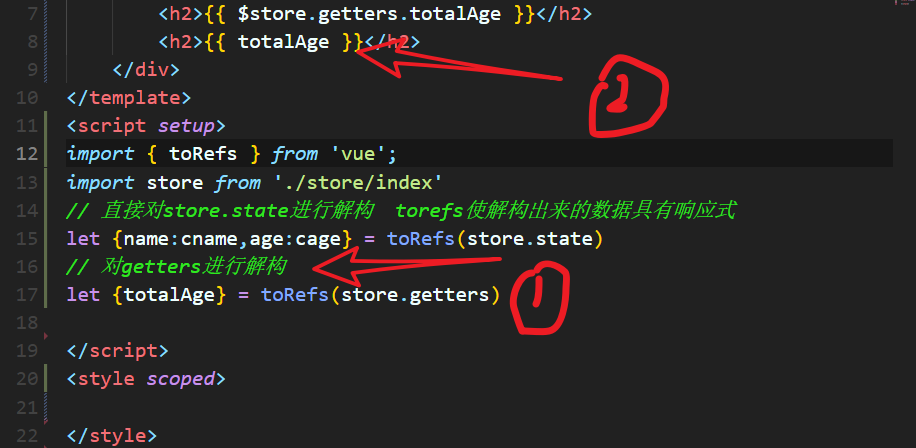 7 <h2>{{ $store.getters.totalAge }}</h2>
8 <h2>{{ totalAge }}</h2>
9 </div>
10 </template>
11 <script setup>
12 import { toRefs } from 'vue';
13 import store from './store/index'
14 // 直接对store.state进行解构  torefs使解构出来的数据具有响应式
15 let {name:cname,age:cage} = toRefs(store.state)
16 // 对getters进行解构
17 let {totalAge} = toRefs(store.getters)
18
19 </script>
20 <style scoped>
21
22 </style>
2
1